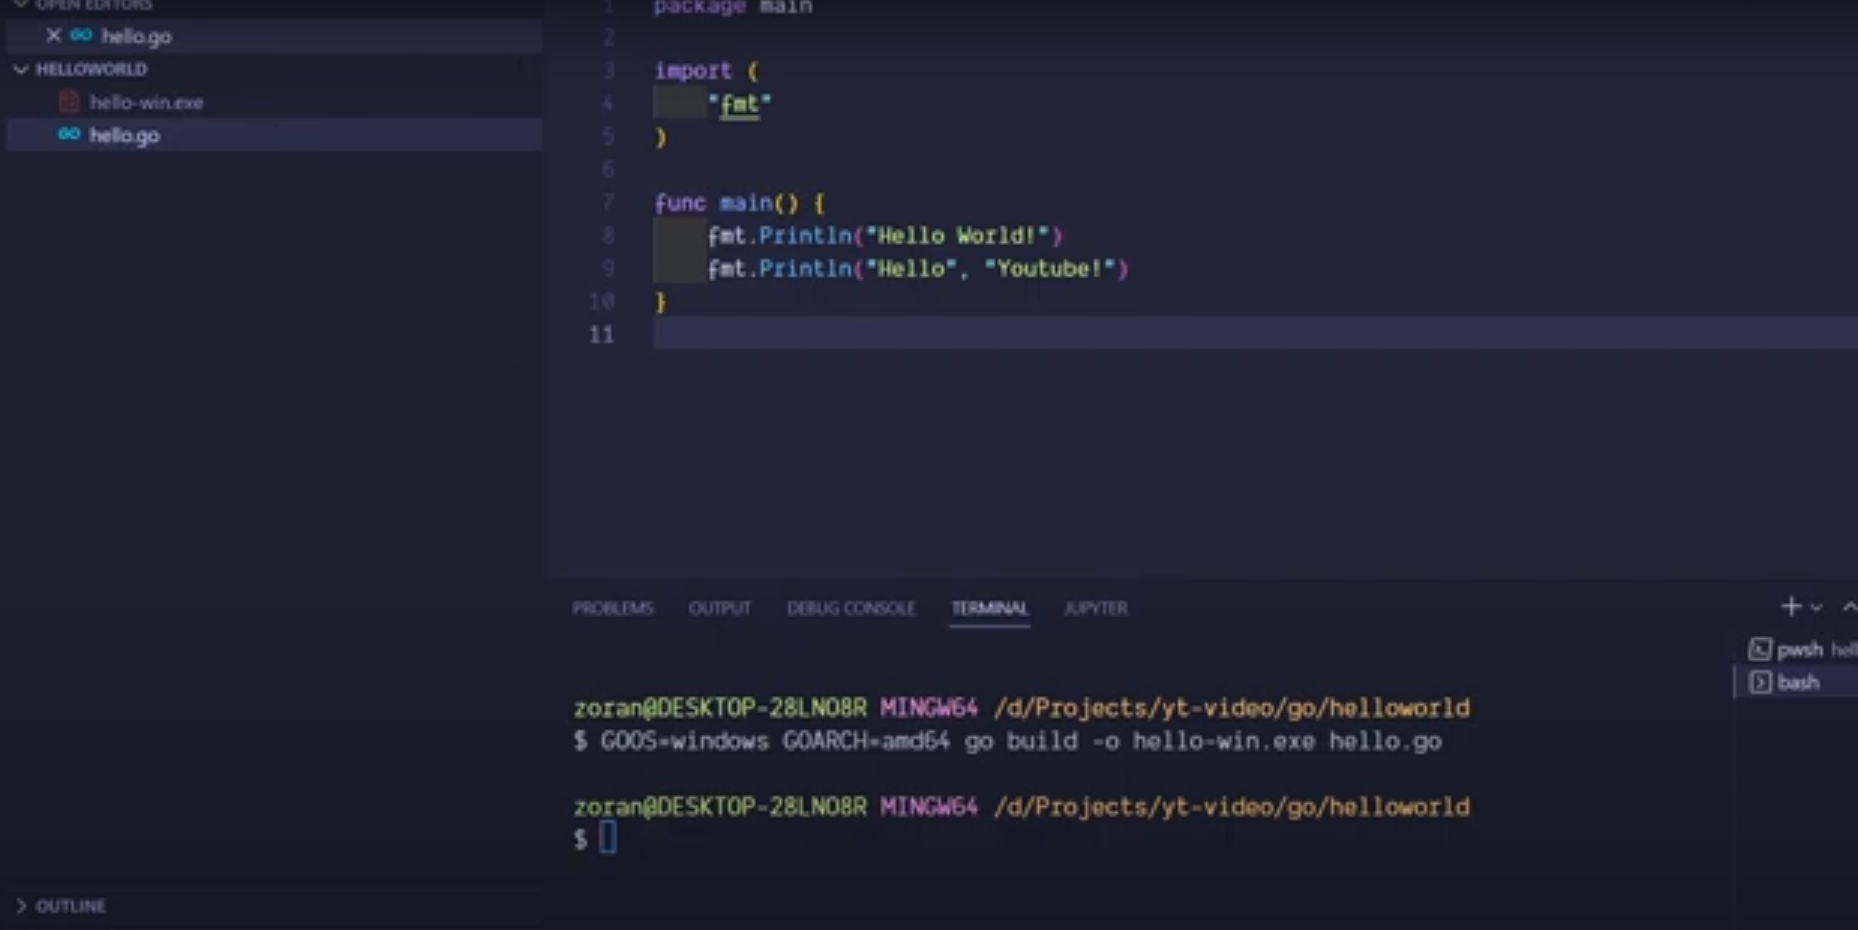 OPEN EDITORS
hello.go
HELLOWORLD
hello-win.exe
hello.go
1 package main
2
3 import (
4 "fmt"
5 )
6
7 func main() {
8 fmt.Println("Hello World!")
9 fmt.Println("Hello", "Youtube!")
10 }
11
PROBLEMS OUTPUT DEBUG CONSOLE TERMINAL JUPYTER
pwsh hell
bash
zoran@DESKTOP-28LNO8R MINGW64 /d/Projects/yt-video/go/helloworld
$ GOOS=windows GOARCH=amd64 go build -o hello-win.exe hello.go
zoran@DESKTOP-28LNO8R MINGW64 /d/Projects/yt-video/go/helloworld
$
OUTLINE